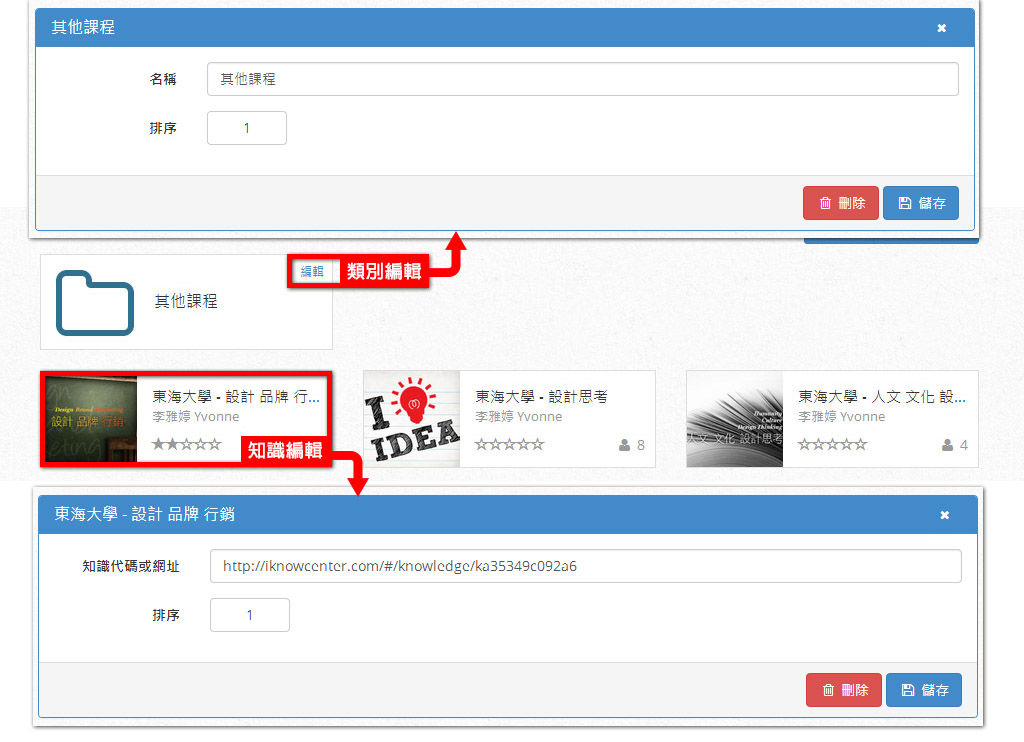 其他課程
名稱
其他課程
排序
1
刪除
儲存
編輯
類別編輯
其他課程
Design Brand Marketing
設計 品牌 行銷
東海大學 - 設計 品牌 行...
李雅婷 Yvonne
知識編輯
I
IDEA
東海大學 - 設計思考
李雅婷 Yvonne
8
Humanity
Culture
Design Thinking
人文 文化 設計思考
東海大學 - 人文 文化 設...
李雅婷 Yvonne
4
東海大學 - 設計 品牌 行銷
知識代碼或網址
http://iknowcenter.com/#/knowledge/ka35349c092a6
排序
1
刪除
儲存